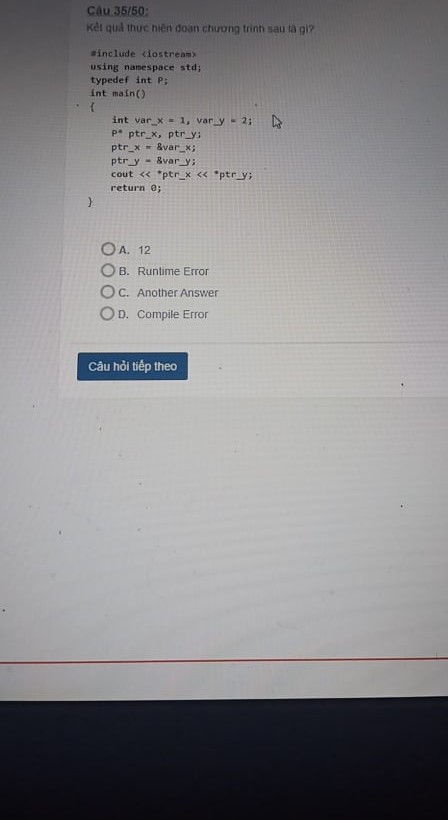 Câu 35/50:
Kết quả thực hiện đoạn chương trình sau là gì?
#include <iostream>
using namespace std;
typedef int P;
int main()
{
int var_x = 1, var_y = 2;
P* ptr_x, ptr_y;
ptr_x = &var_x;
ptr_y = &var_y;
cout << *ptr_x << *ptr_y;
return 0;
}
A. 12
B. Runtime Error
C. Another Answer
D. Compile Error
Câu hỏi tiếp theo